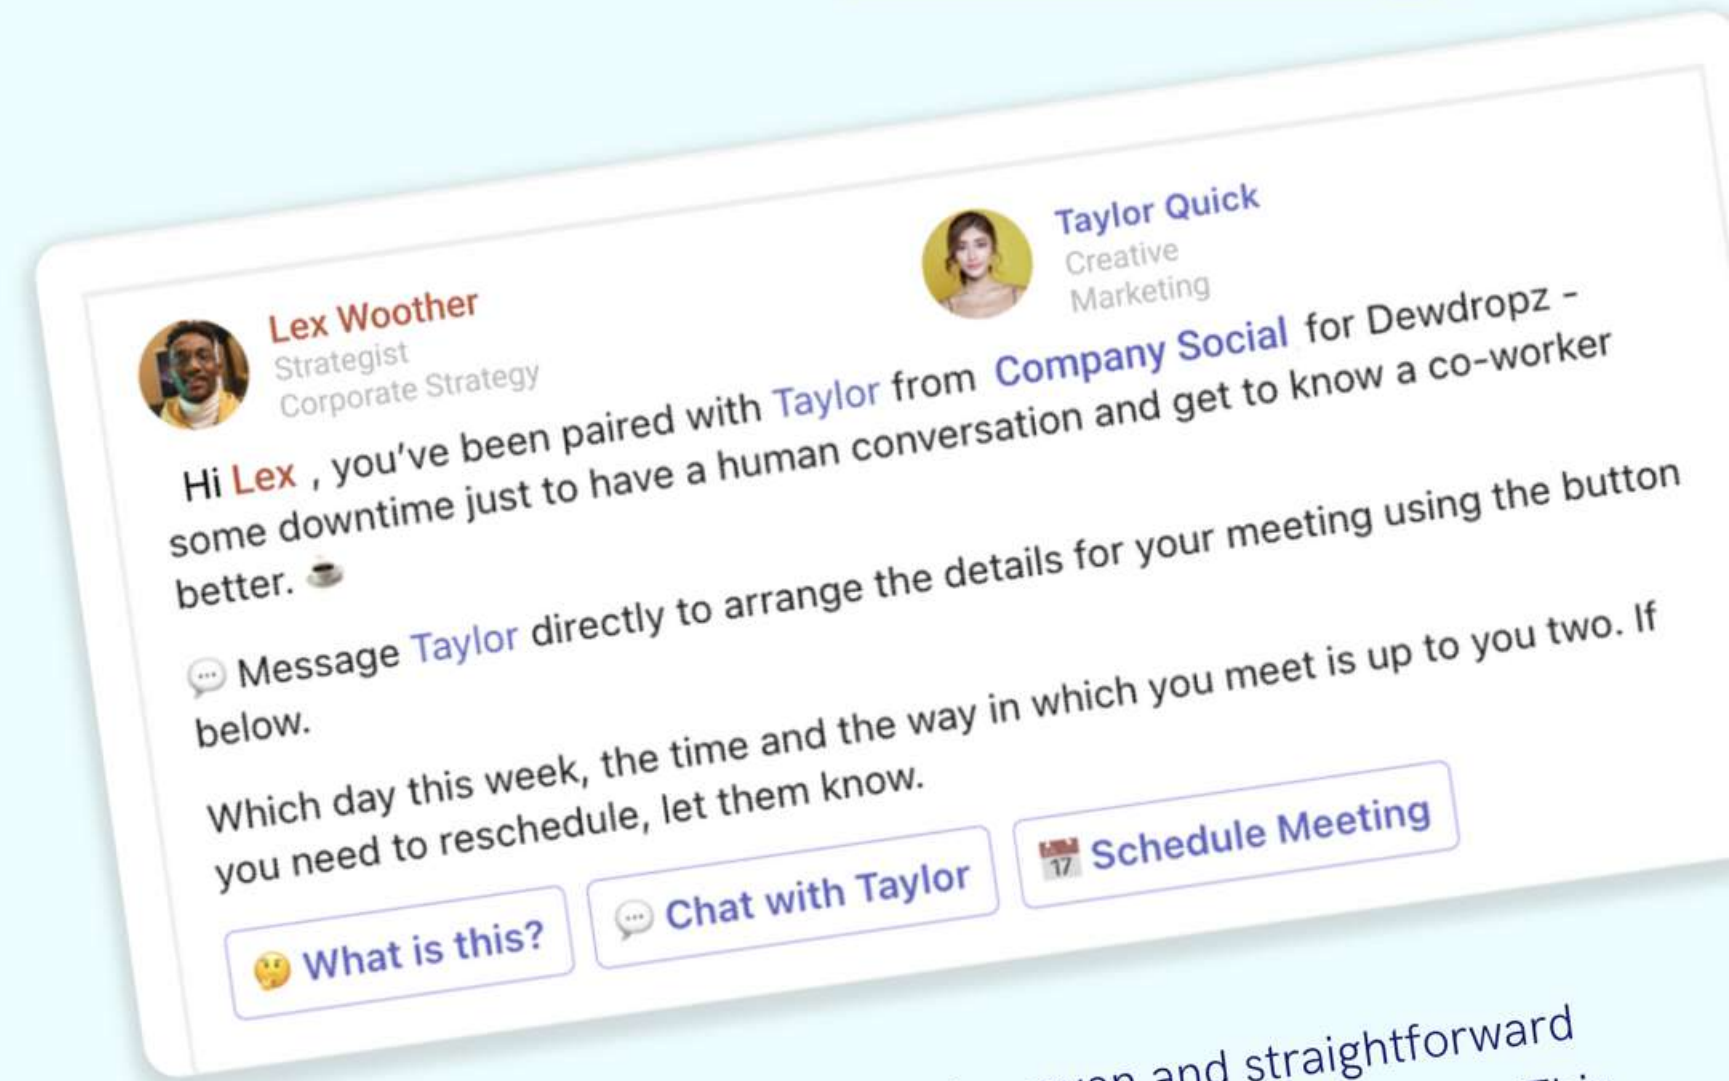 Lex Woother
Strategist
Corporate Strategy
Taylor Quick
Creative
Marketing
Hi Lex , you've been paired with Taylor from Company Social for Dewdropz -
some downtime just to have a human conversation and get to know a co-worker
better. ☕
💬 Message Taylor directly to arrange the details for your meeting using the button
below.
Which day this week, the time and the way in which you meet is up to you two. If
you need to reschedule, let them know.
🤔 What is this?
💬 Chat with Taylor
📅 Schedule Meeting
and straightforward